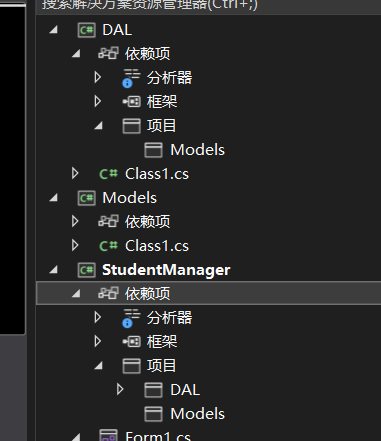 搜索解决方案资源管理器(Ctrl+;)
DAL
依赖项
分析器
框架
项目
Models
C# Class1.cs
Models
依赖项
C# Class1.cs
StudentManager
依赖项
分析器
框架
项目
DAL
Models
Form1.cs